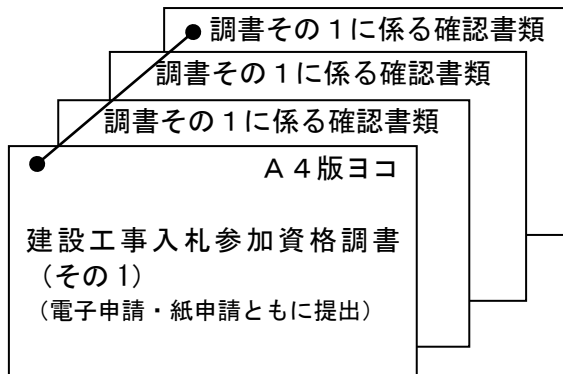 調書その１に係る確認書類
調書その１に係る確認書類
調書その１に係る確認書類
Ａ４版ヨコ
建設工事入札参加資格調書
（その 1）
（電子申請・紙申請ともに提出）